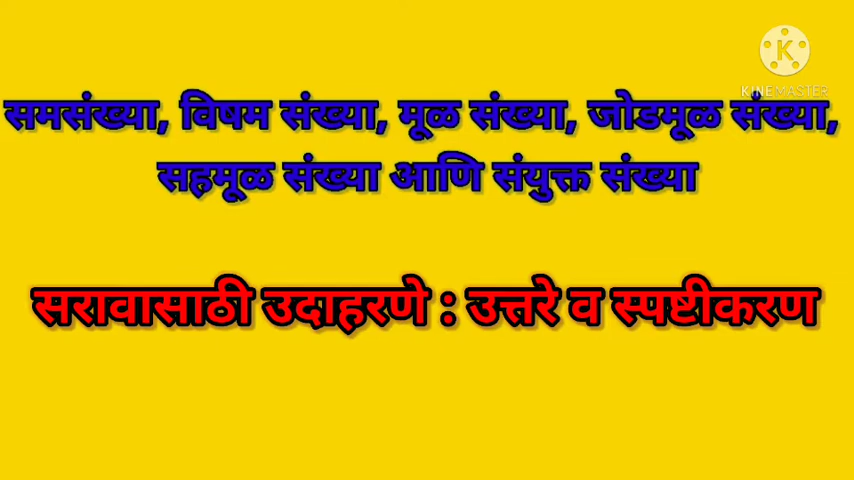 KINEMASTER
समसंख्या, विषम संख्या, मूळ संख्या, जोडमूळ संख्या,
सहमूळ संख्या आणि संयुक्त संख्या
सरावासाठी उदाहरणे : उत्तरे व स्पष्टीकरण